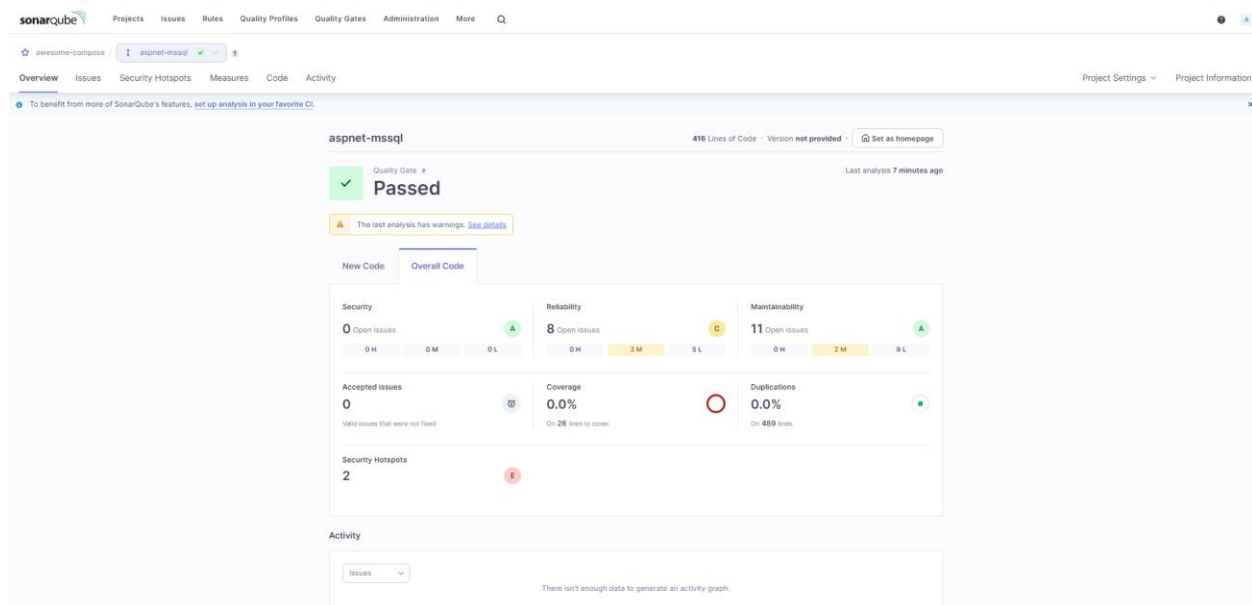 sonarqube Projects Issues Rules Quality Profiles Quality Gates Administration More A
awesome-compose / aspnet-mssql
Overview Issues Security Hotspots Measures Code Activity Project Settings Project Information
To benefit from more of SonarQube's features, set up analysis in your favorite CI.
aspnet-mssql 416 Lines of Code · Version not provided · Set as homepage
Quality Gate
Passed
Last analysis 7 minutes ago
The last analysis has warnings. See details
New Code Overall Code
Security
0 Open issues A
0 H 0 M 0 L
Reliability
8 Open issues C
0 H 3 M 5 L
Maintainability
11 Open issues A
0 H 2 M 9 L
Accepted issues
0
Valid issues that were not fixed
Coverage
0.0%
On 26 lines to cover.
Duplications
0.0%
On 489 lines.
Security Hotspots
2 E
Activity
Issues
There isn't enough data to generate an activity graph.